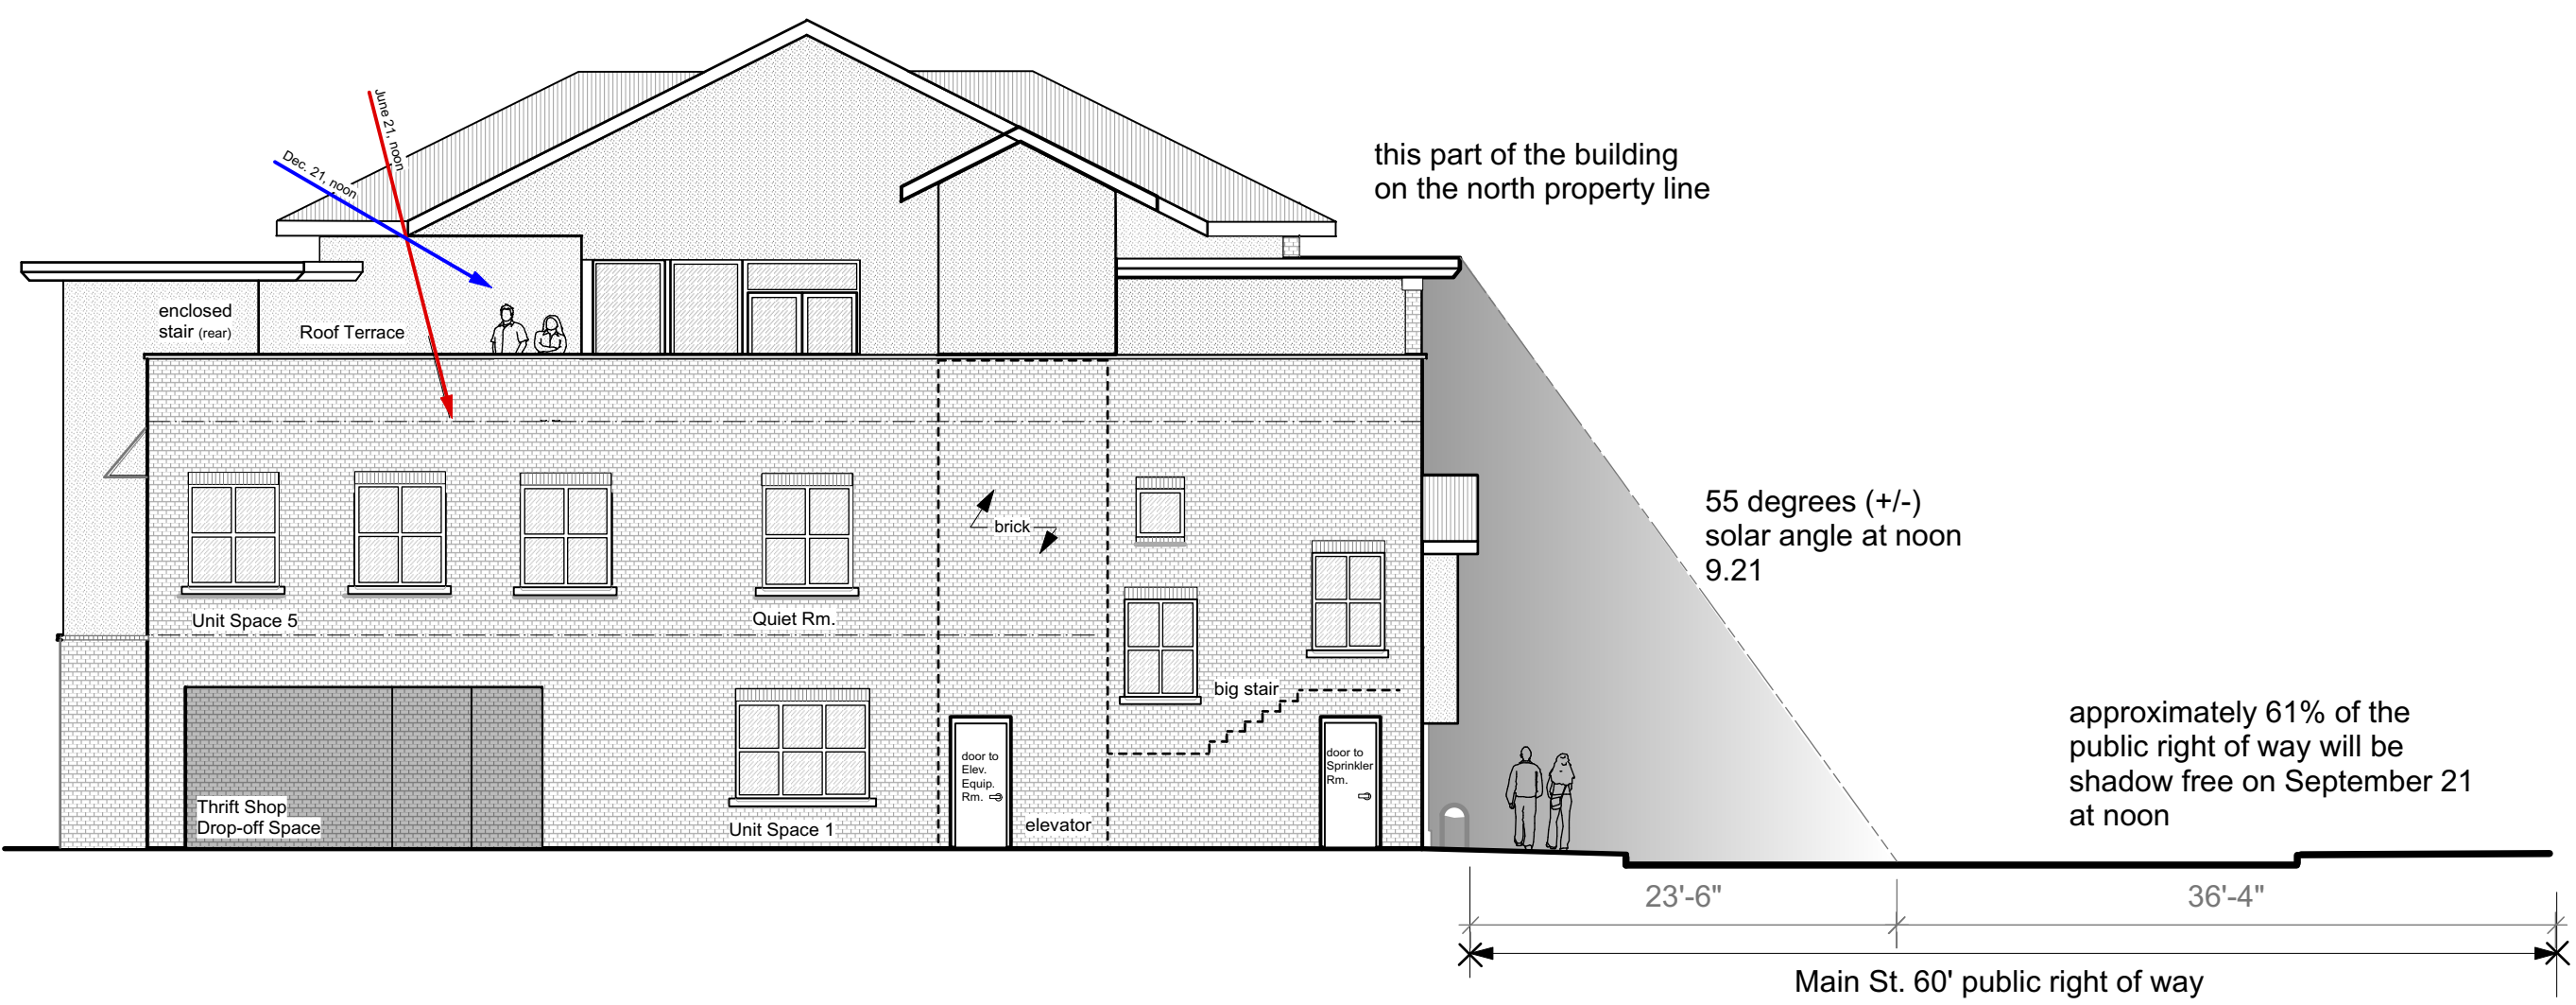 June 21, noon
Dec. 21, noon
this part of the building
on the north property line
enclosed
stair (rear)
Roof Terrace
55 degrees (+/-)
solar angle at noon
9.21
brick
Unit Space 5
Quiet Rm.
big stair
approximately 61% of the
public right of way will be
shadow free on September 21
at noon
door to
Elev.
Equip.
Rm.
door to
Sprinkler
Rm.
Thrift Shop
Drop-off Space
Unit Space 1
elevator
23'-6"
36'-4"
Main St. 60' public right of way